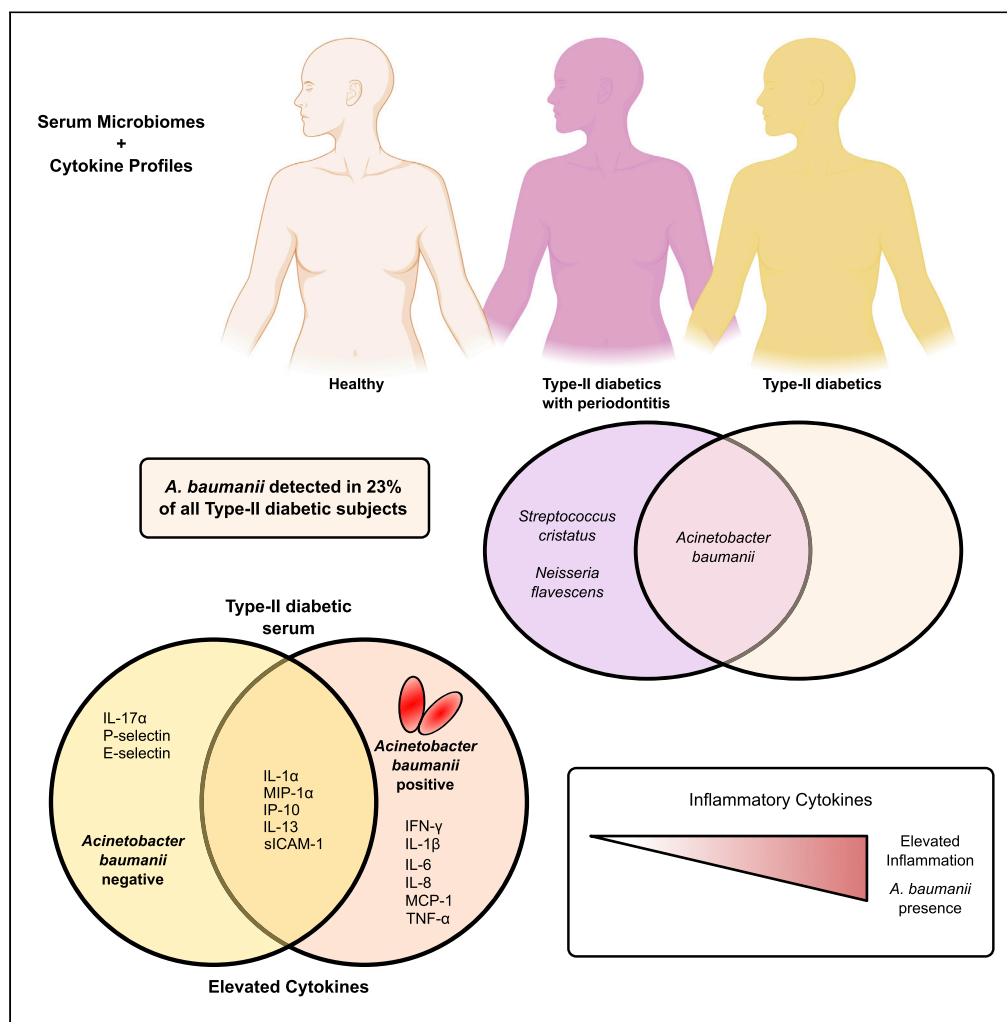 Serum Microbiomes
+
Cytokine Profiles
Healthy
Type-II diabetics
with periodontitis
Type-II diabetics
A. baumanii detected in 23%
of all Type-II diabetic subjects
Streptococcus
cristatus
Neisseria
flavescens
Acinetobacter
baumanii
Type-II diabetic
serum
IL-17α
P-selectin
E-selectin
Acinetobacter
baumanii
negative
IL-1α
MIP-1α
IP-10
IL-13
sICAM-1
Acinetobacter
baumanii
positive
IFN-γ
IL-1β
IL-6
IL-8
MCP-1
TNF-α
Elevated Cytokines
Inflammatory Cytokines
Elevated
Inflammation
A. baumanii
presence